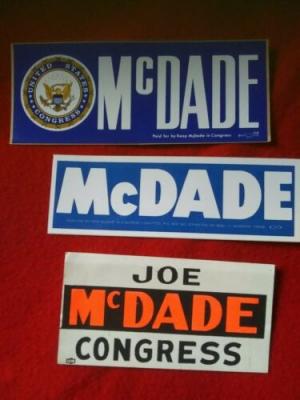 UNITED STATES
CONGRESS
McDADE
Paid for by Keep McDade in Congress
McDADE
JOE
McDADE
CONGRESS